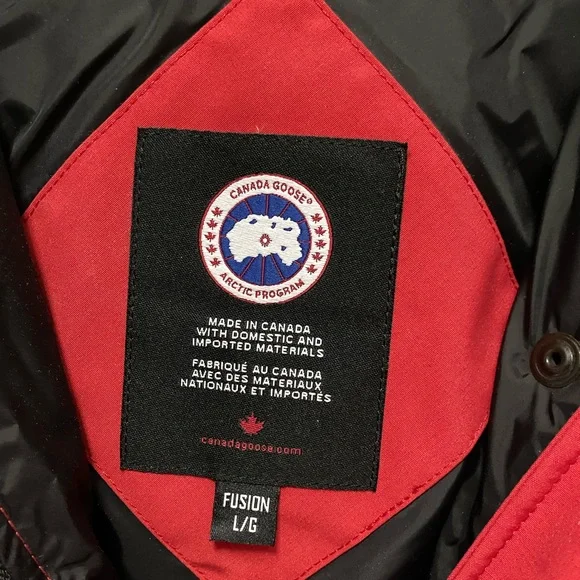 CANADA GOOSE®
ARCTIC PROGRAM
MADE IN CANADA
WITH DOMESTIC AND
IMPORTED MATERIALS
FABRIQUÉ AU CANADA
AVEC DES MATERIAUX
NATIONAUX ET IMPORTÉS
canadagoose.com
FUSION
L/G